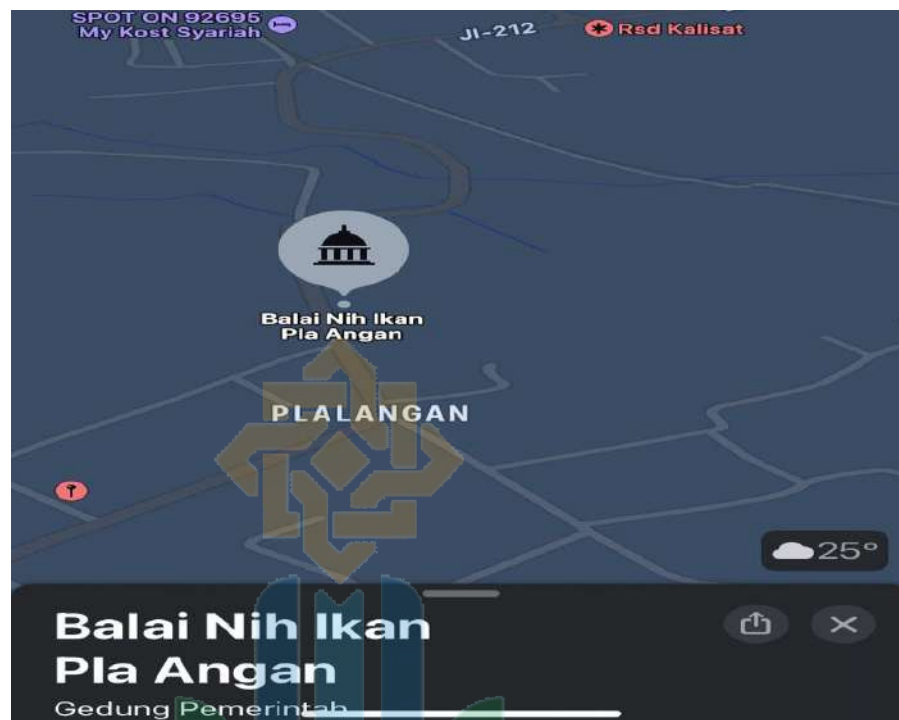 SPOT ON 92695
My Kost Syariah
Jl-212
Rsd Kalisat
Balai Nih Ikan
Pla Angan
PLALANGAN
25°
Balai Nih Ikan
Pla Angan
Gedung Pemerintah